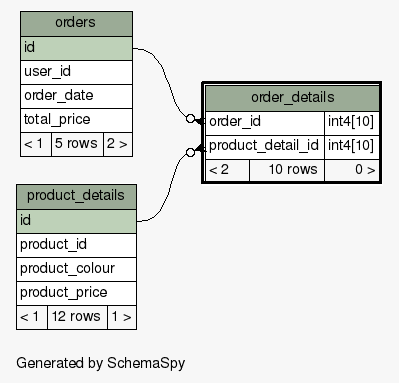 orders
id
user_id
order_date
total_price
< 1 5 rows 2 >
order_details
order_id int4[10]
product_detail_id int4[10]
< 2 10 rows 0 >
product_details
id
product_id
product_colour
product_price
< 1 12 rows 1 >
Generated by SchemaSpy